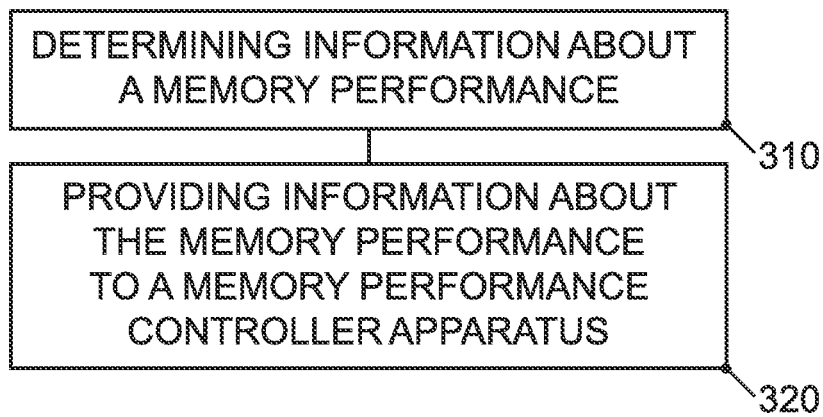 DETERMINING INFORMATION ABOUT
A MEMORY PERFORMANCE
310
PROVIDING INFORMATION ABOUT
THE MEMORY PERFORMANCE
TO A MEMORY PERFORMANCE
CONTROLLER APPARATUS
320